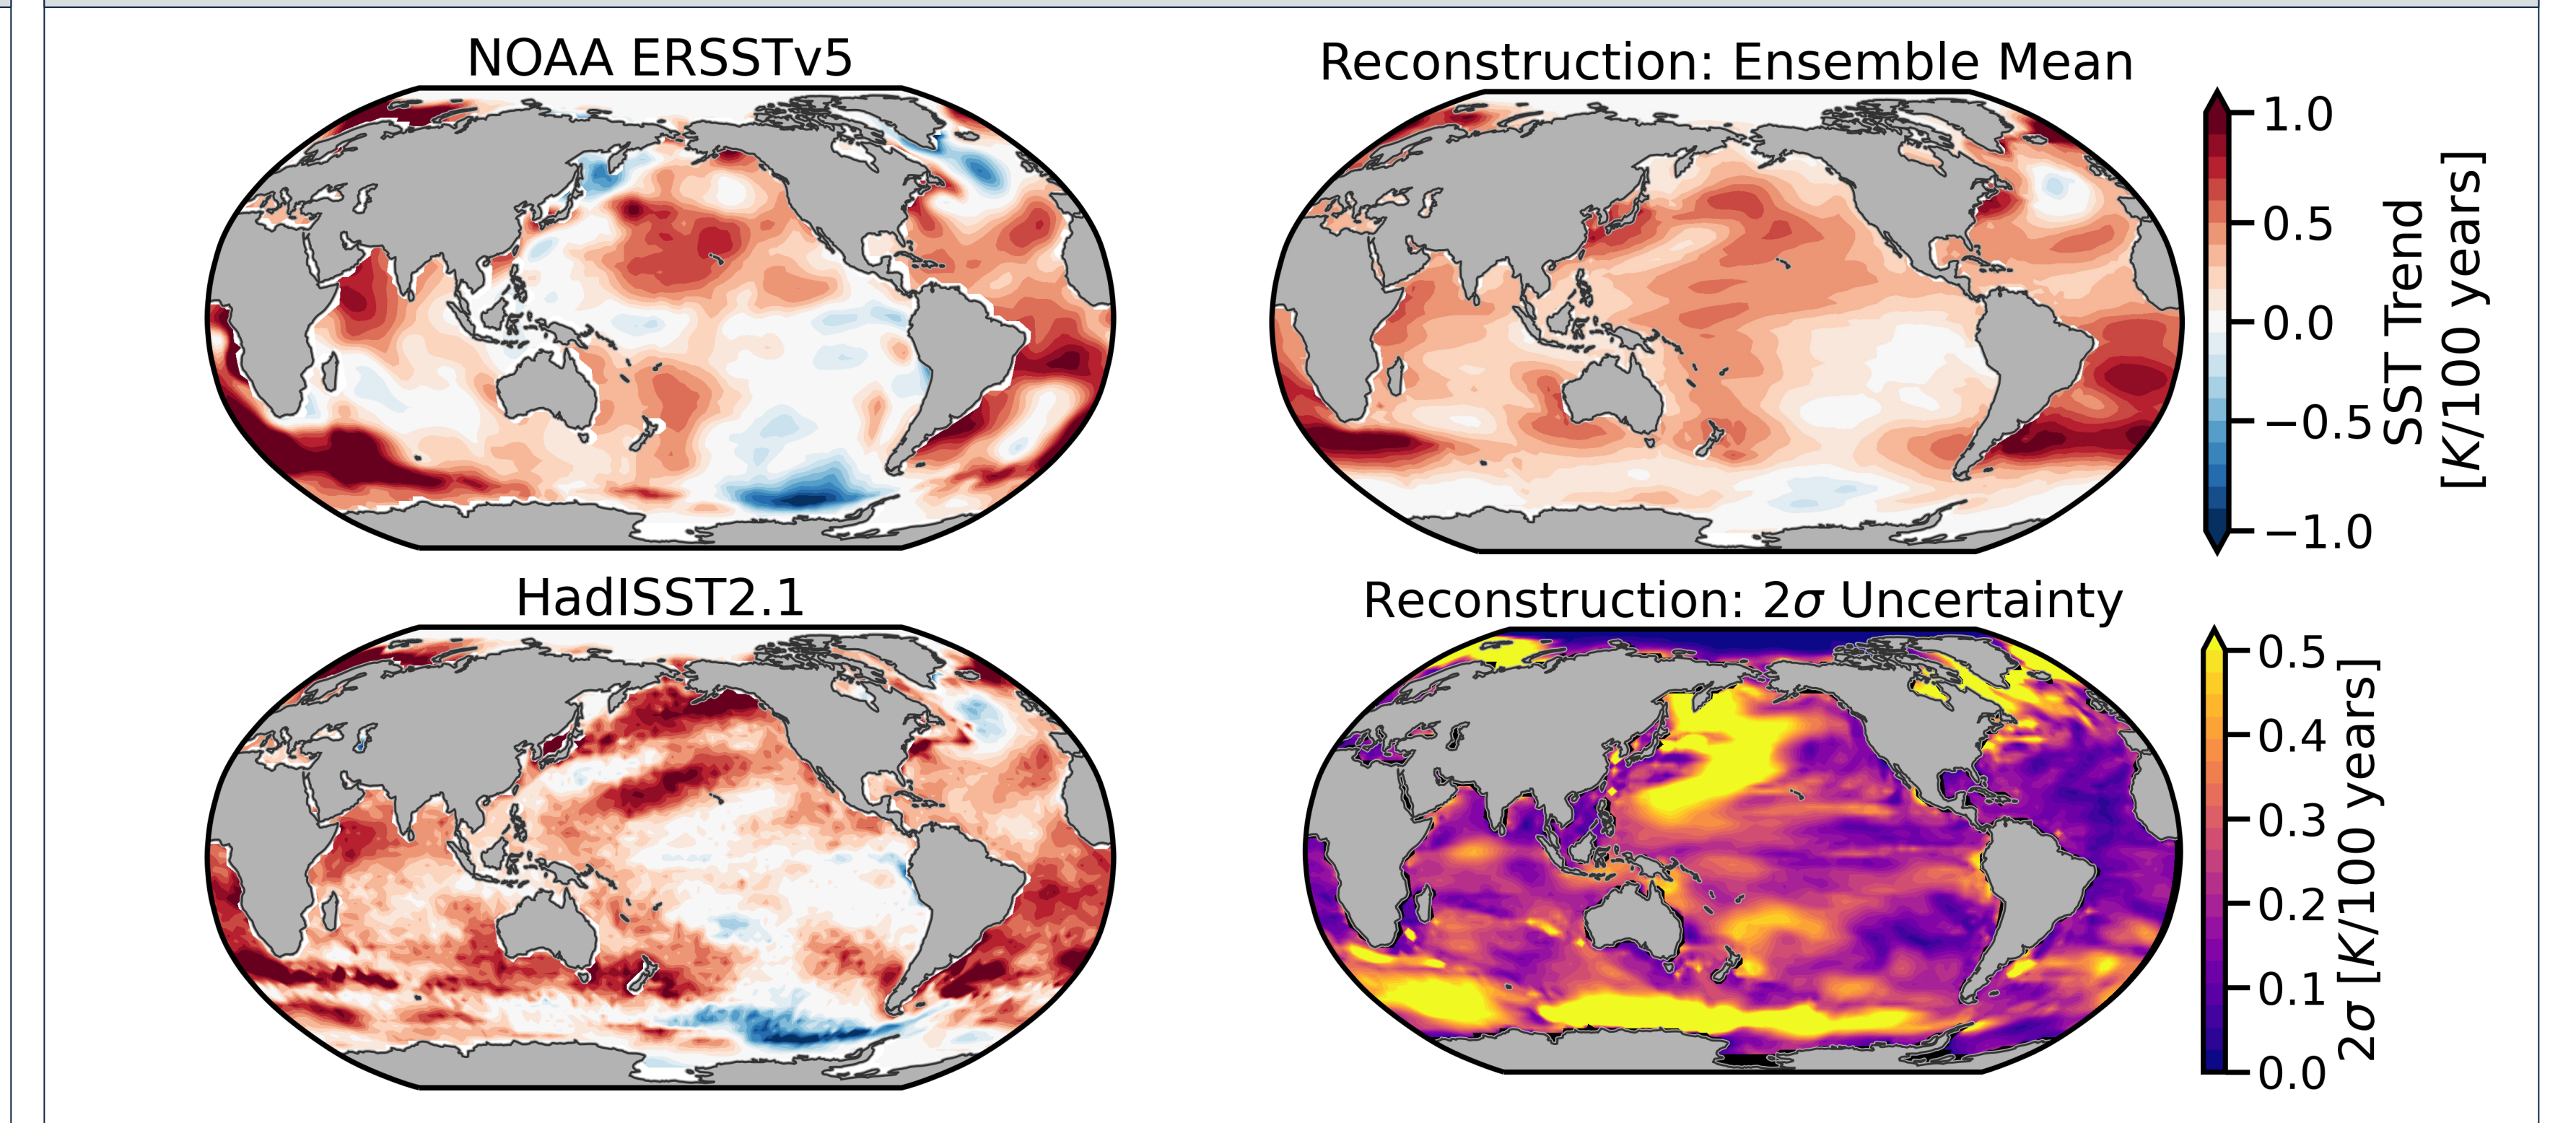 NOAA ERSSTv5
Reconstruction: Ensemble Mean
1.0
0.5
0.0
−0.5
−1.0
SST Trend
[K/100 years]
HadISST2.1
Reconstruction: 2σ Uncertainty
0.5
0.4
0.3
0.2
0.1
0.0
2σ [K/100 years]